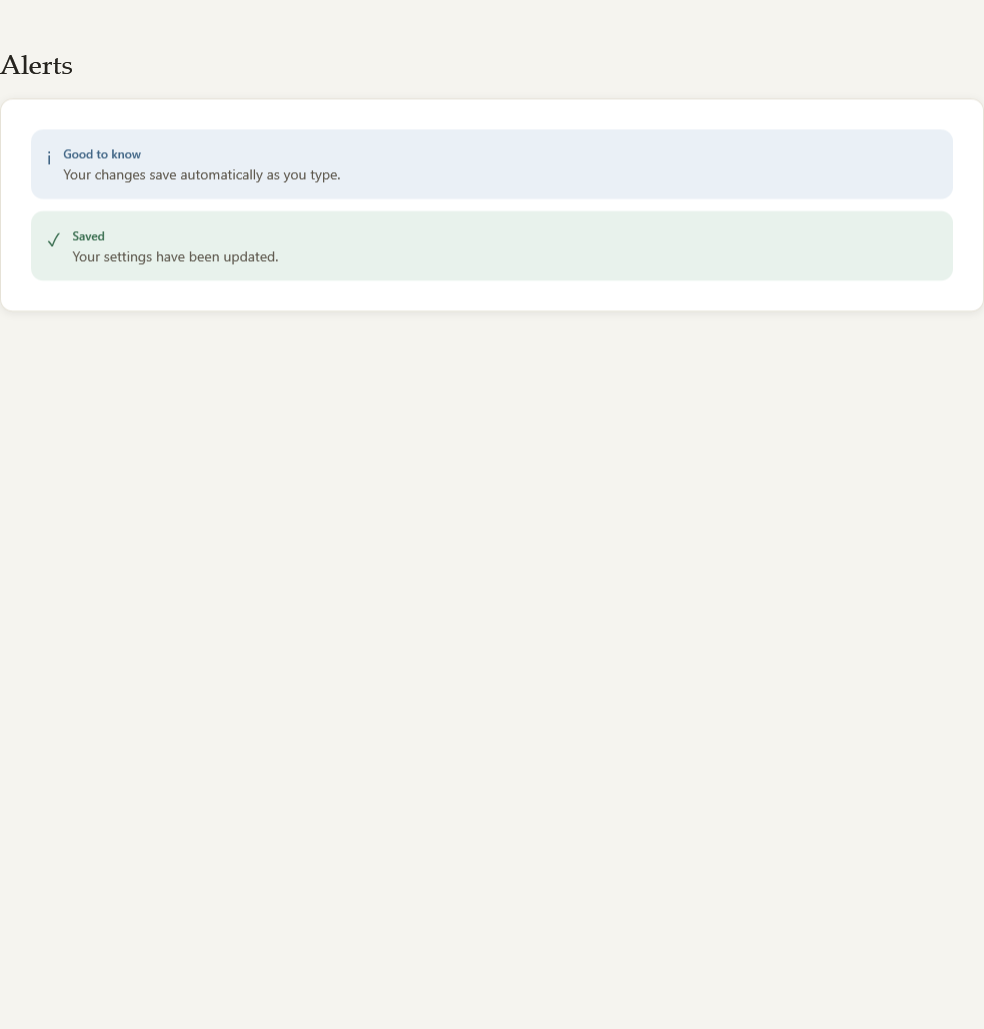 Alerts
i Good to know
Your changes save automatically as you type.
✓ Saved
Your settings have been updated.